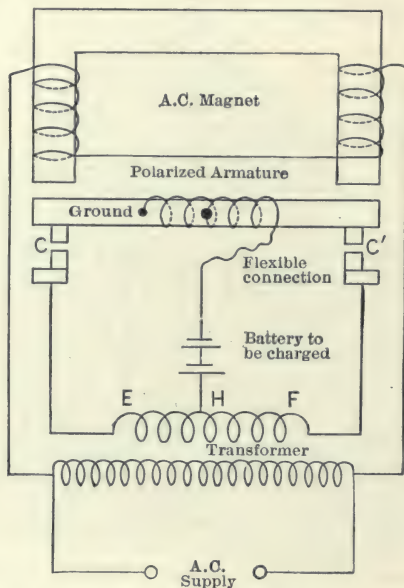 A.C. Magnet
Polarized Armature
Ground
C
C'
Flexible
connection
Battery to
be charged
E H F
Transformer
A.C.
Supply